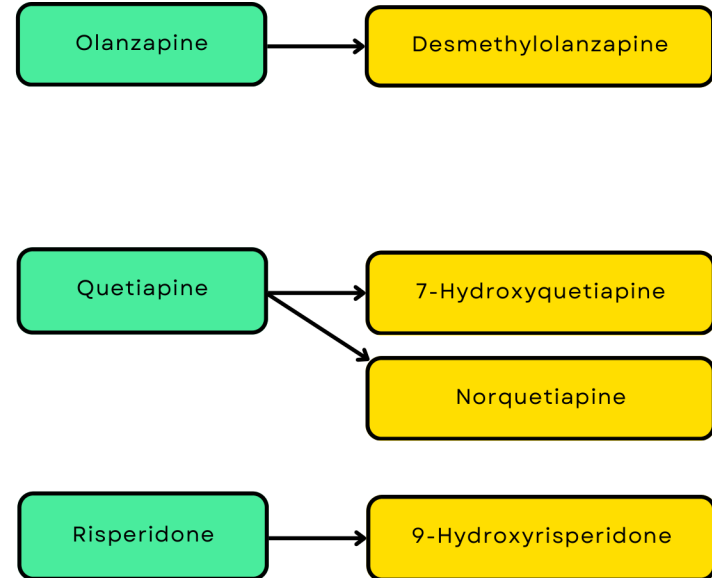 Olanzapine
Desmethylolanzapine
Quetiapine
7-Hydroxyquetiapine
Norquetiapine
Risperidone
9-Hydroxyrisperidone